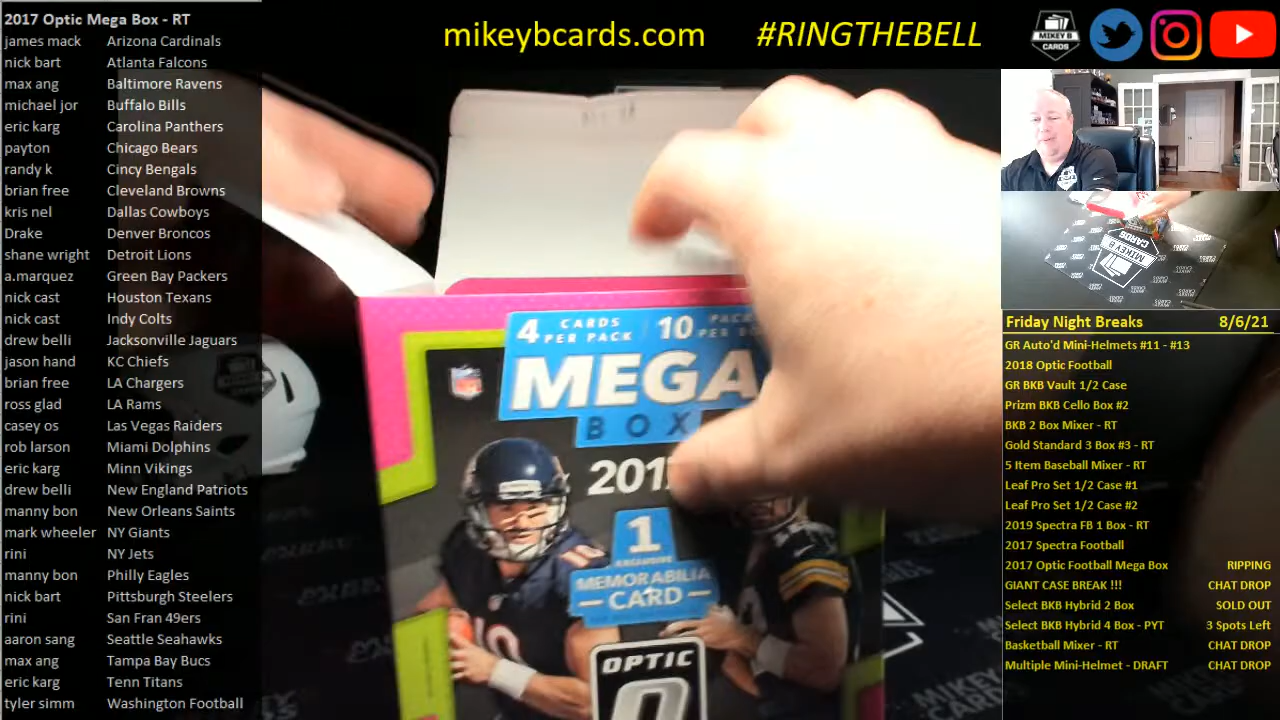 2017 Optic Mega Box - RT
james mack Arizona Cardinals
nick bart Atlanta Falcons
max ang Baltimore Ravens
michael jor Buffalo Bills
eric karg Carolina Panthers
payton Chicago Bears
randy k Cincy Bengals
brian free Cleveland Browns
kris nel Dallas Cowboys
Drake Denver Broncos
shane wright Detroit Lions
a.marquez Green Bay Packers
nick cast Houston Texans
nick cast Indy Colts
drew belli Jacksonville Jaguars
jason hand KC Chiefs
brian free LA Chargers
ross glad LA Rams
casey os Las Vegas Raiders
rob larson Miami Dolphins
eric karg Minn Vikings
drew belli New England Patriots
manny bon New Orleans Saints
mark wheeler NY Giants
rini NY Jets
manny bon Philly Eagles
nick bart Pittsburgh Steelers
rini San Fran 49ers
aaron sang Seattle Seahawks
max ang Tampa Bay Bucs
eric karg Tenn Titans
tyler simm Washington Football
mikeybcards.com #RINGTHEBELL
MIKEY B
CARDS
4 CARDS PER PACK 10
MEGA
BOX
NFL
1
EXCLUSIVE
MEMORABILIA
CARD
OPTIC
MIKEY B
CARDS
Friday Night Breaks 8/6/21
GR Auto'd Mini-Helmets #11 - #13
2018 Optic Football
GR BKB Vault 1/2 Case
Prizm BKB Cello Box #2
BKB 2 Box Mixer - RT
Gold Standard 3 Box #3 - RT
5 Item Baseball Mixer - RT
Leaf Pro Set 1/2 Case #1
Leaf Pro Set 1/2 Case #2
2019 Spectra FB 1 Box - RT
2017 Spectra Football
2017 Optic Football Mega Box RIPPING
GIANT CASE BREAK !!! CHAT DROP
Select BKB Hybrid 2 Box SOLD OUT
Select BKB Hybrid 4 Box - PYT 3 Spots Left
Basketball Mixer - RT CHAT DROP
Multiple Mini-Helmet - DRAFT CHAT DROP